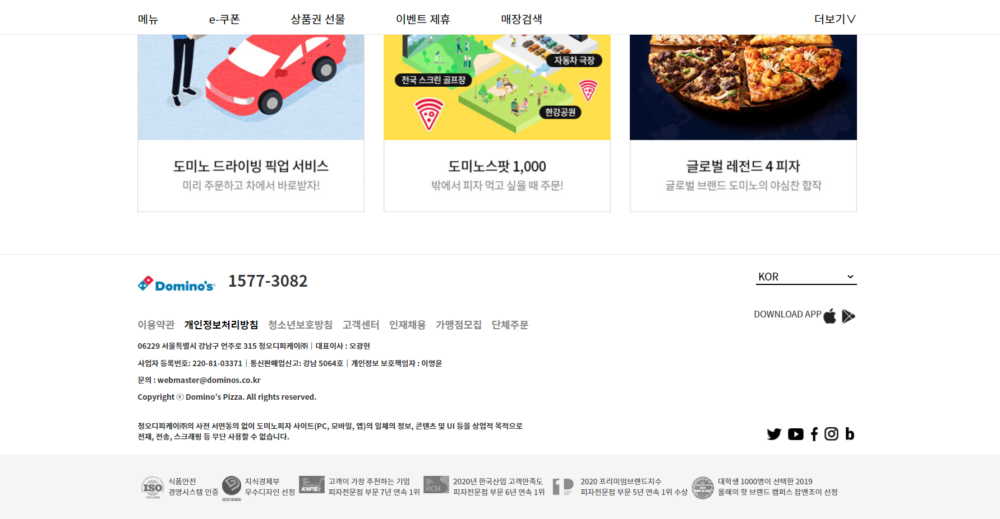 메뉴
e-쿠폰
상품권 선물
이벤트 제휴
매장검색
더보기∨
자동차 극장
전국 스크린 골프장
한강공원
도미노 드라이빙 픽업 서비스
미리 주문하고 차에서 바로받자!
도미노스팟 1,000
밖에서 피자 먹고 싶을 때 주문!
글로벌 레전드 4 피자
글로벌 브랜드 도미노의 야심찬 합작
Domino's
1577-3082
KOR
DOWNLOAD APP
이용약관 개인정보처리방침 청소년보호방침 고객센터 인재채용 가맹점모집 단체주문
06229 서울특별시 강남구 언주로 315 청오디피케이㈜ | 대표이사 : 오광현
사업자 등록번호: 220-81-03371 | 통신판매업신고: 강남 5064호 | 개인정보 보호책임자 : 이명윤
문의 : webmaster@dominos.co.kr
Copyright ⓒ Domino’s Pizza. All rights reserved.
청오디피케이㈜의 사전 서면동의 없이 도미노피자 사이트(PC, 모바일, 앱)의 일체의 정보, 콘텐츠 및 UI 등을 상업적 목적으로
전재, 전송, 스크래핑 등 무단 사용할 수 없습니다.
ISO
식품안전
경영시스템 인증
지식경제부
우수디자인 선정
KNPS
고객이 가장 추천하는 기업
피자전문점 부문 7년 연속 1위
KCSI
2020년 한국산업 고객만족도
피자전문점 부문 6년 연속 1위
2020 프리미엄브랜드지수
피자전문점 부문 5년 연속 1위 수상
대학생 1000명이 선택한 2019
올해의 핫 브랜드 캠퍼스 잡앤조이 선정